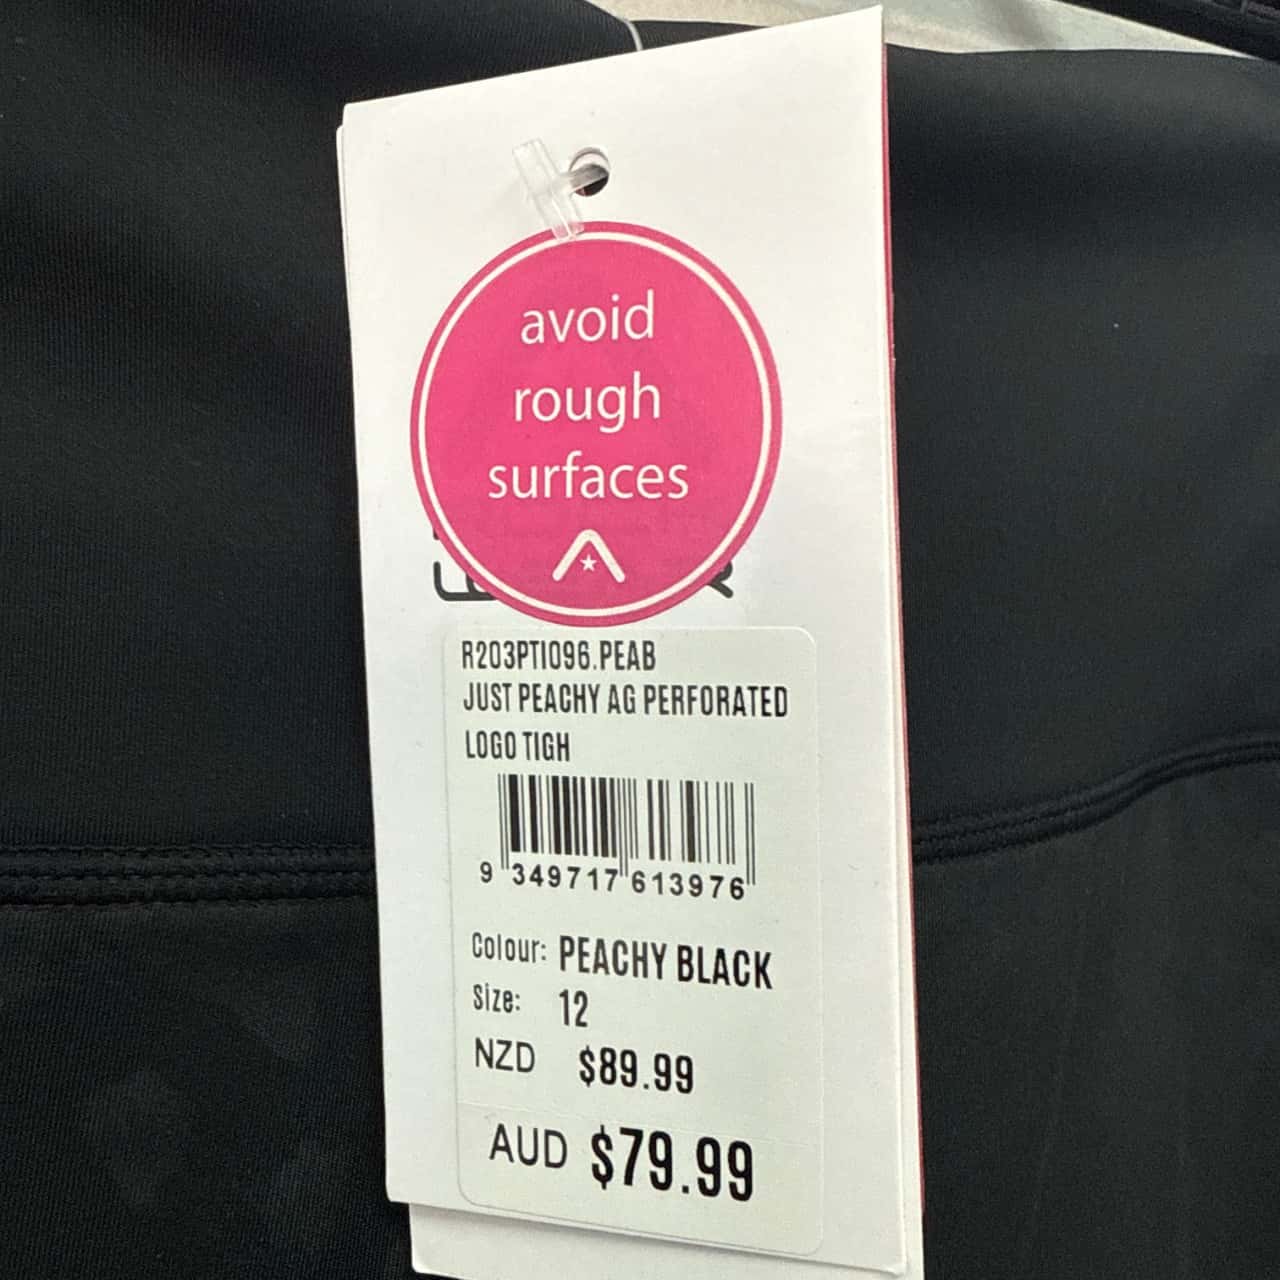 avoid
rough
surfaces
R203PTI096.PEAB
JUST PEACHY AG PERFORATED
LOGO TIGH
9 349717 613976
Colour: PEACHY BLACK
Size: 12
NZD $89.99
AUD $79.99